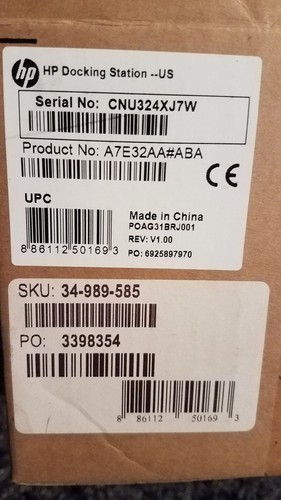 hp HP Docking Station --US
Serial No: CNU324XJ7W
Product No: A7E32AA#ABA
CE
UPC
Made in China
POAG31BRJ001
REV: V1.00
8 86112 50169 3
PO: 6925897970
SKU: 34-989-585
PO: 3398354
8 86112 50169 3